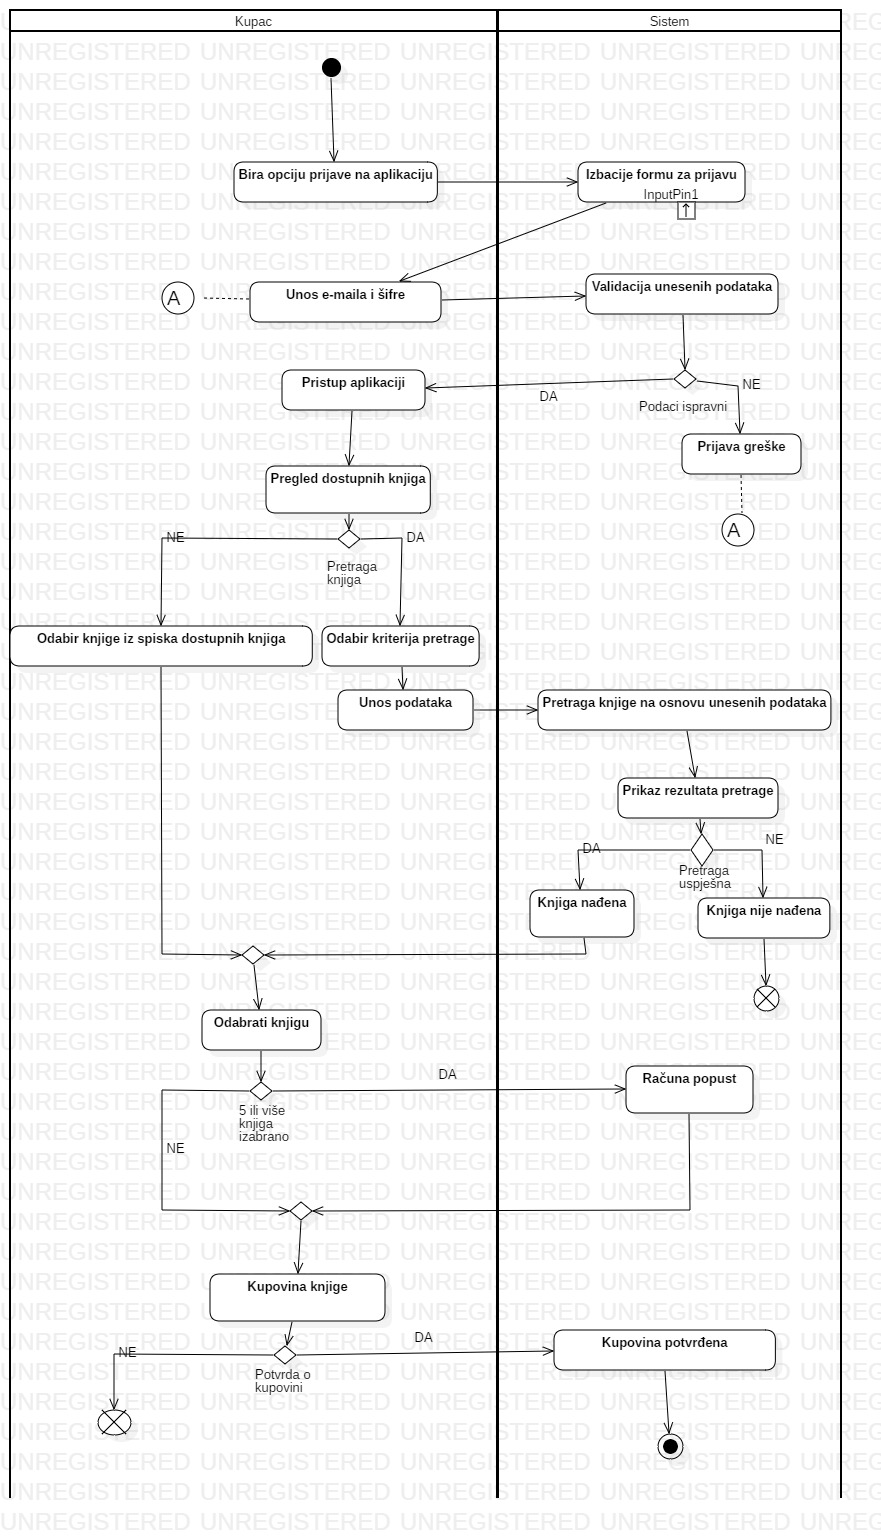 Kupac
Sistem
Bira opciju prijave na aplikaciju
Izbacije formu za prijavu
InputPin1
A
Unos e-maila i šifre
Validacija unesenih podataka
Pristup aplikaciji
DA
NE
Podaci ispravni
Prijava greške
Pregled dostupnih knjiga
A
NE
DA
Pretraga
knjiga
Odabir knjige iz spiska dostupnih knjiga
Odabir kriterija pretrage
Unos podataka
Pretraga knjige na osnovu unesenih podataka
Prikaz rezultata pretrage
DA
NE
Pretraga
uspješna
Knjiga nađena
Knjiga nije nađena
Odabrati knjigu
DA
Računa popust
5 ili više
knjiga
izabrano
NE
Kupovina knjige
DA
Kupovina potvrđena
NE
Potvrda o
kupovini
UNREGISTERED